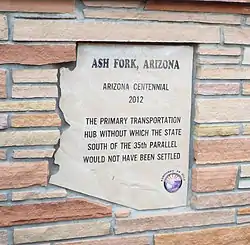 ASH FORK, ARIZONA
ARIZONA CENTENNIAL
2012
THE PRIMARY TRANSPORTATION
HUB WITHOUT WHICH THE STATE
SOUTH OF THE 35th PARALLEL
WOULD NOT HAVE BEEN SETTLED